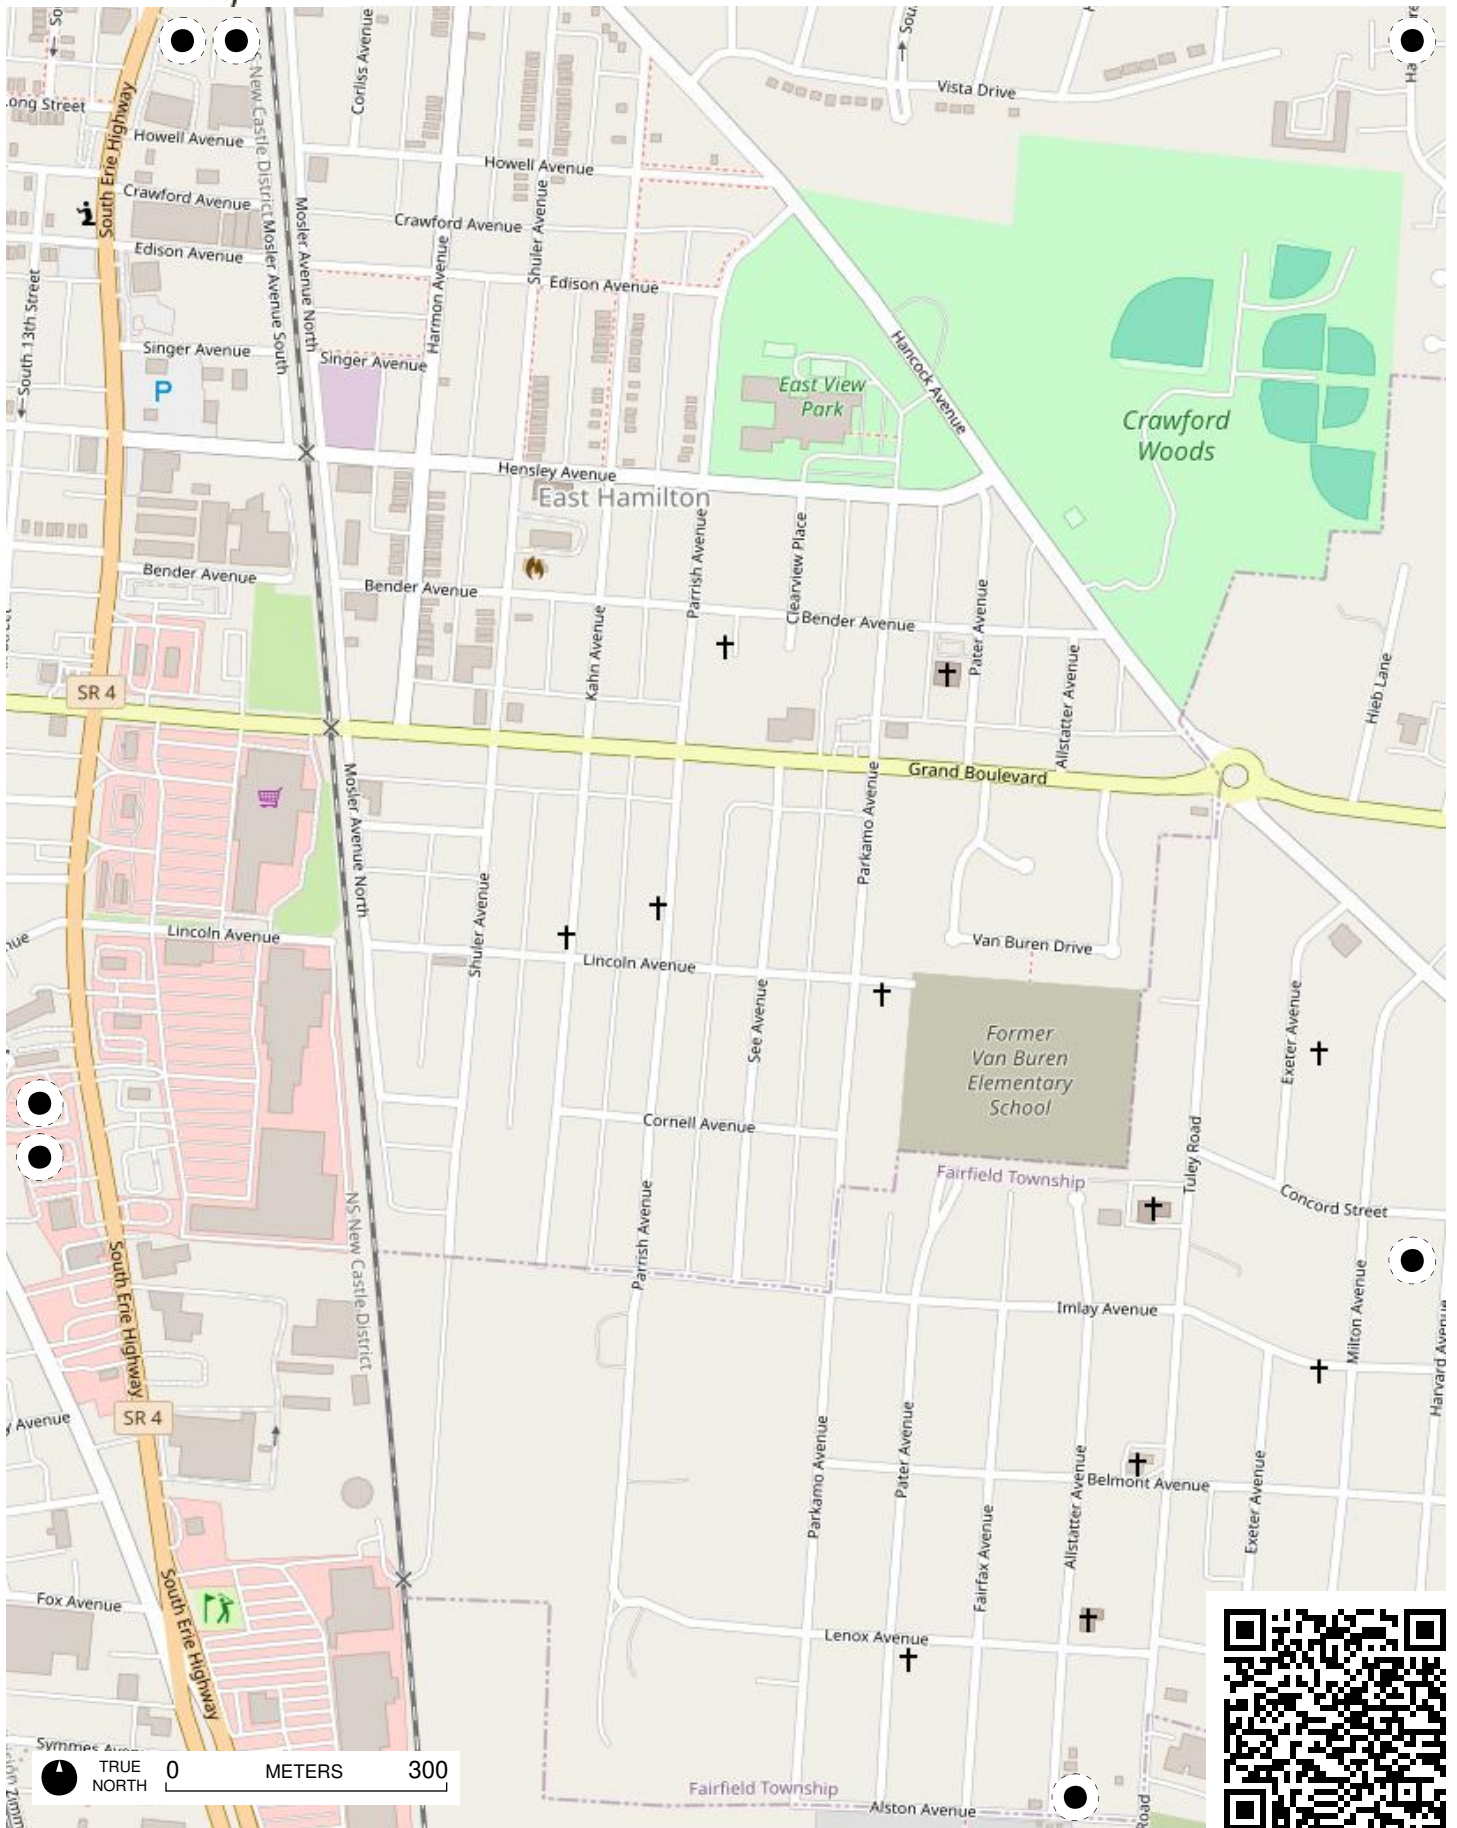 Corliss Avenue
Vista Drive
Long Street
South Erie Highway
Howell Avenue
Howell Avenue
NS New Castle District
Crawford Avenue
Mosler Avenue North
Crawford Avenue
Shuler Avenue
Edison Avenue
Mosler Avenue South
Harmon Avenue
Edison Avenue
South 13th Street
Singer Avenue
Singer Avenue
P
East View
Park
Hancock Avenue
Crawford
Woods
Hensley Avenue
East Hamilton
Parrish Avenue
Clearview Place
Bender Avenue
Bender Avenue
Bender Avenue
Pater Avenue
Kahn Avenue
Allstatter Avenue
Hieb Lane
SR 4
Grand Boulevard
Mosler Avenue North
Parkamo Avenue
Shuler Avenue
Lincoln Avenue
Lincoln Avenue
Van Buren Drive
See Avenue
Exeter Avenue
Former
Van Buren
Elementary
School
Cornell Avenue
Tuley Road
Fairfield Township
Concord Street
Parrish Avenue
NS New Castle District
South Erie Highway
Imlay Avenue
Milton Avenue
Harvard Avenue
SR 4
y Avenue
Parkamo Avenue
Pater Avenue
Allstatter Avenue
Belmont Avenue
Exeter Avenue
Fairfax Avenue
Fox Avenue
South Erie Highway
Lenox Avenue
Symmes Avenue
TRUE
NORTH
0 METERS 300
Fairfield Township
Alston Avenue
Road